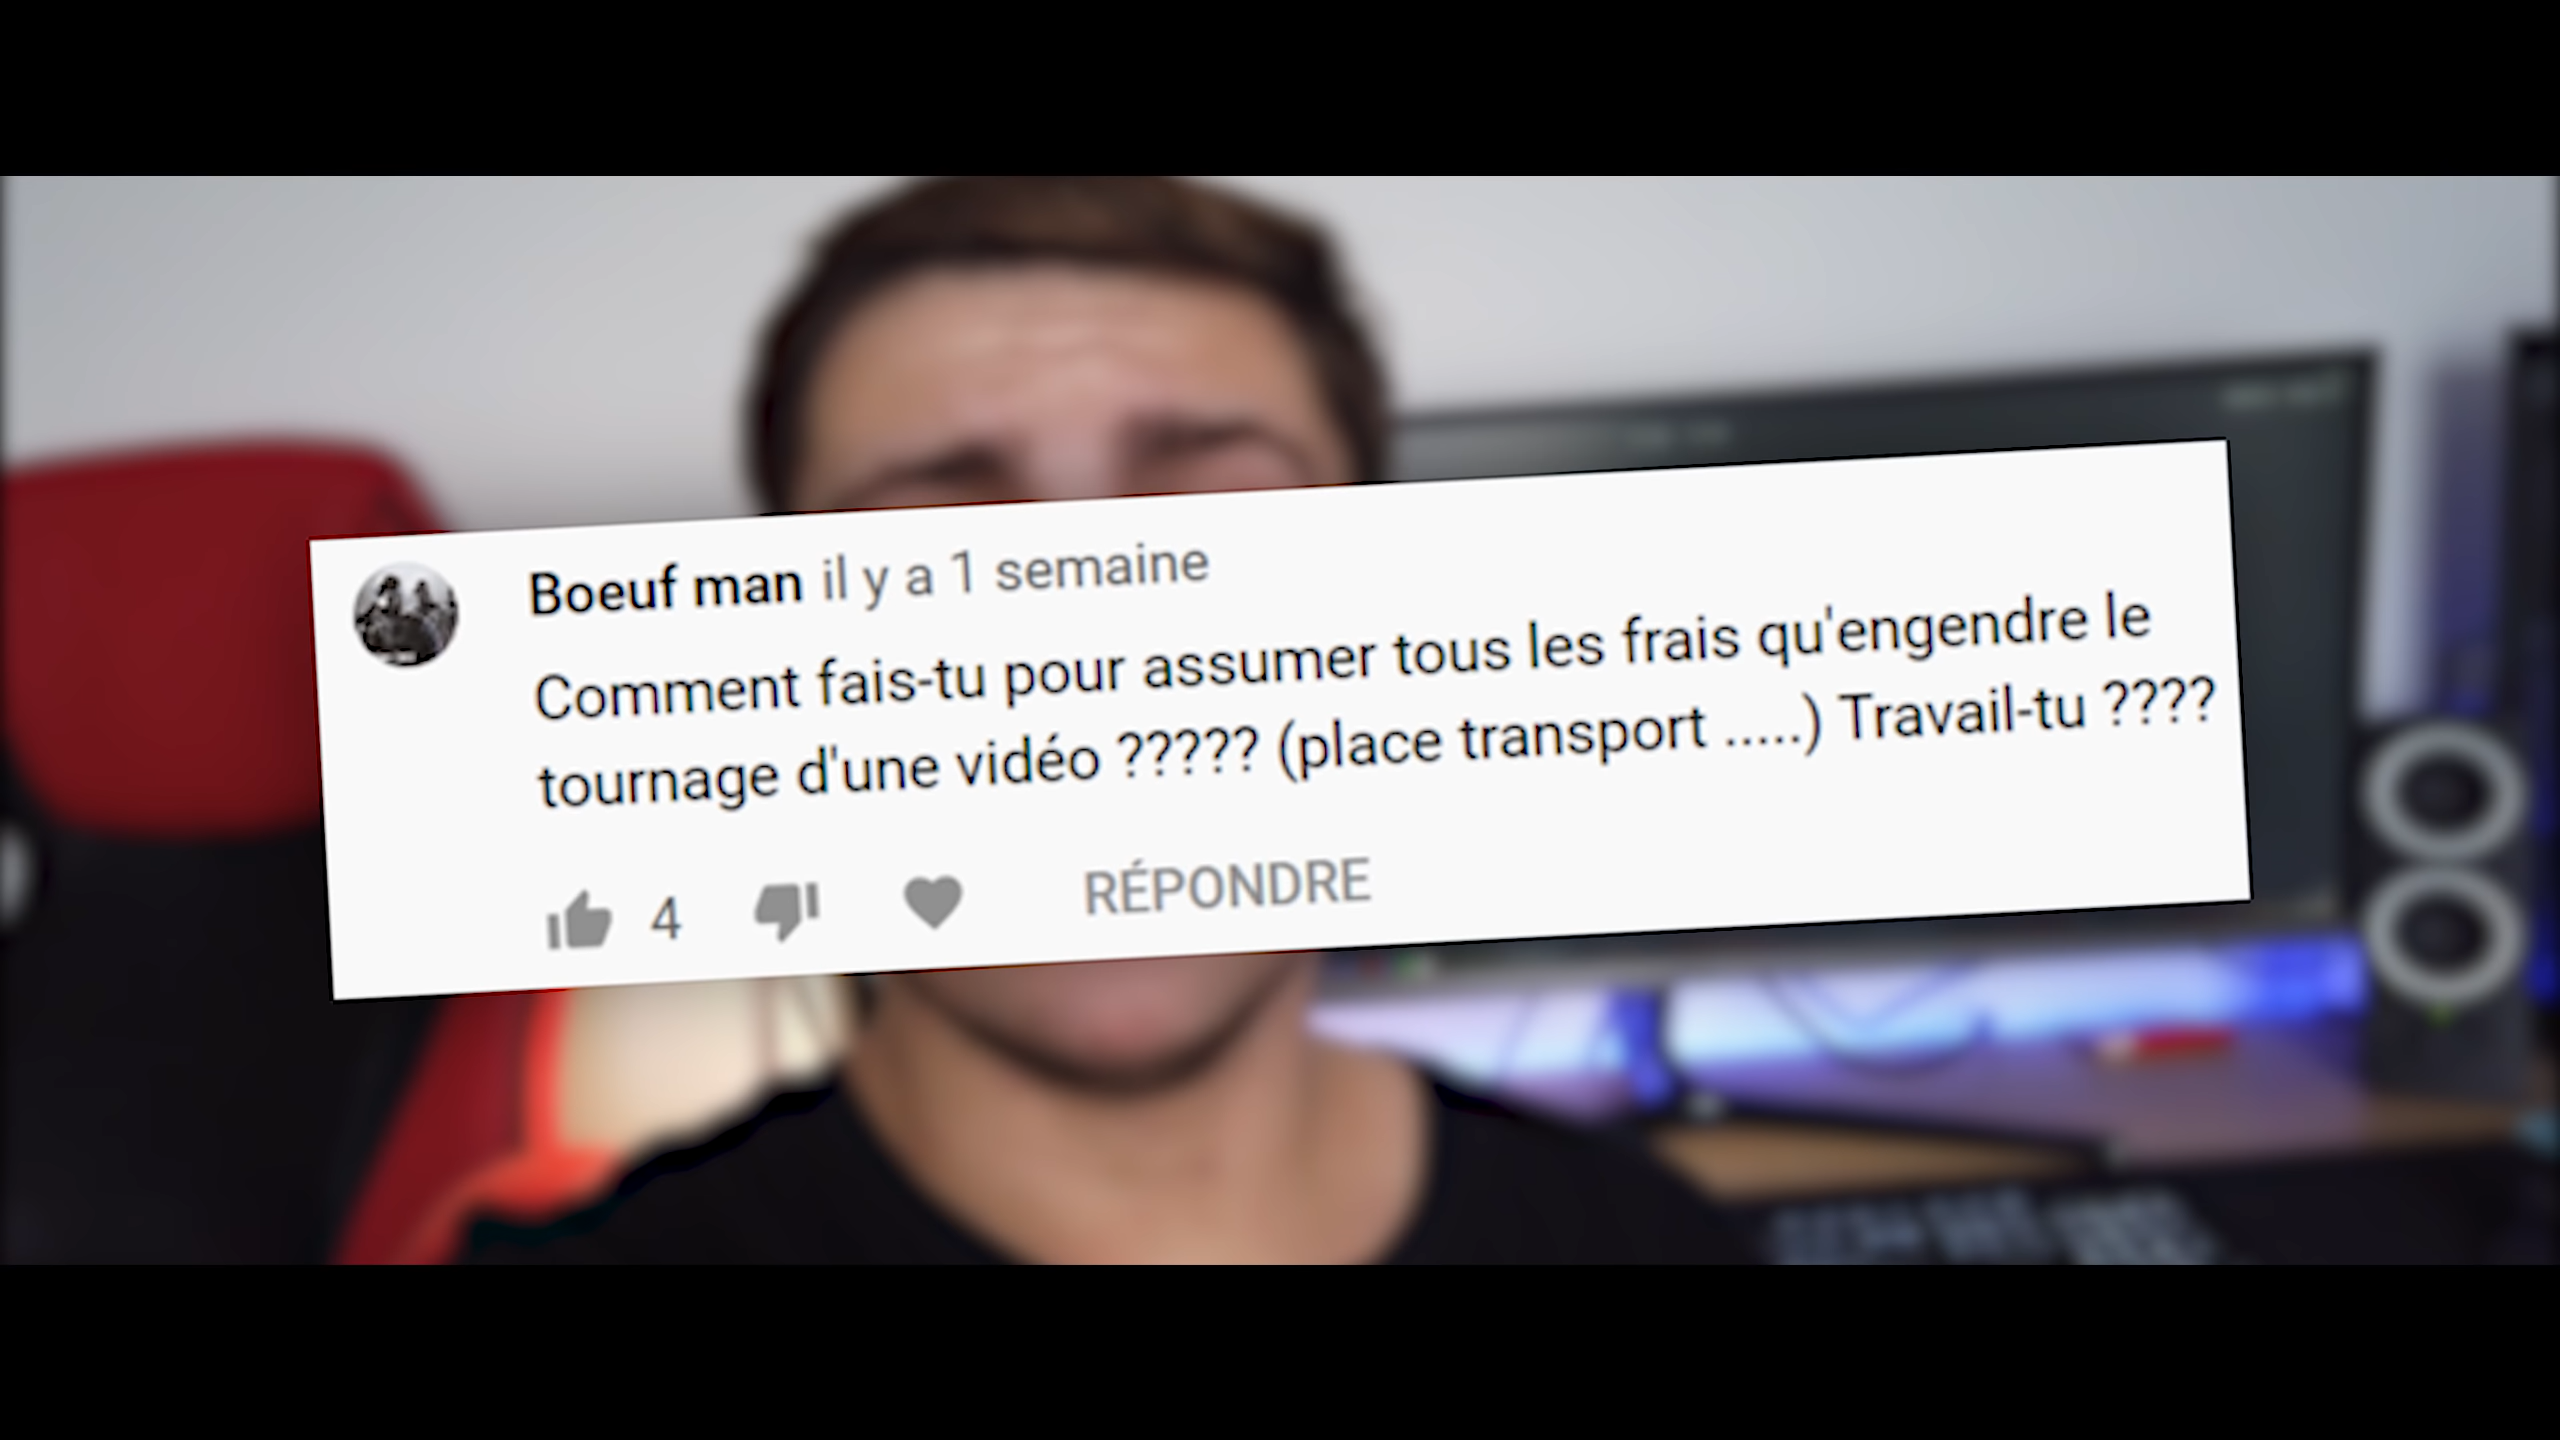 Boeuf man il y a 1 semaine
Comment fais-tu pour assumer tous les frais qu'engendre le
tournage d'une vidéo ????? (place transport .....) Travail-tu ????
4 RÉPONDRE